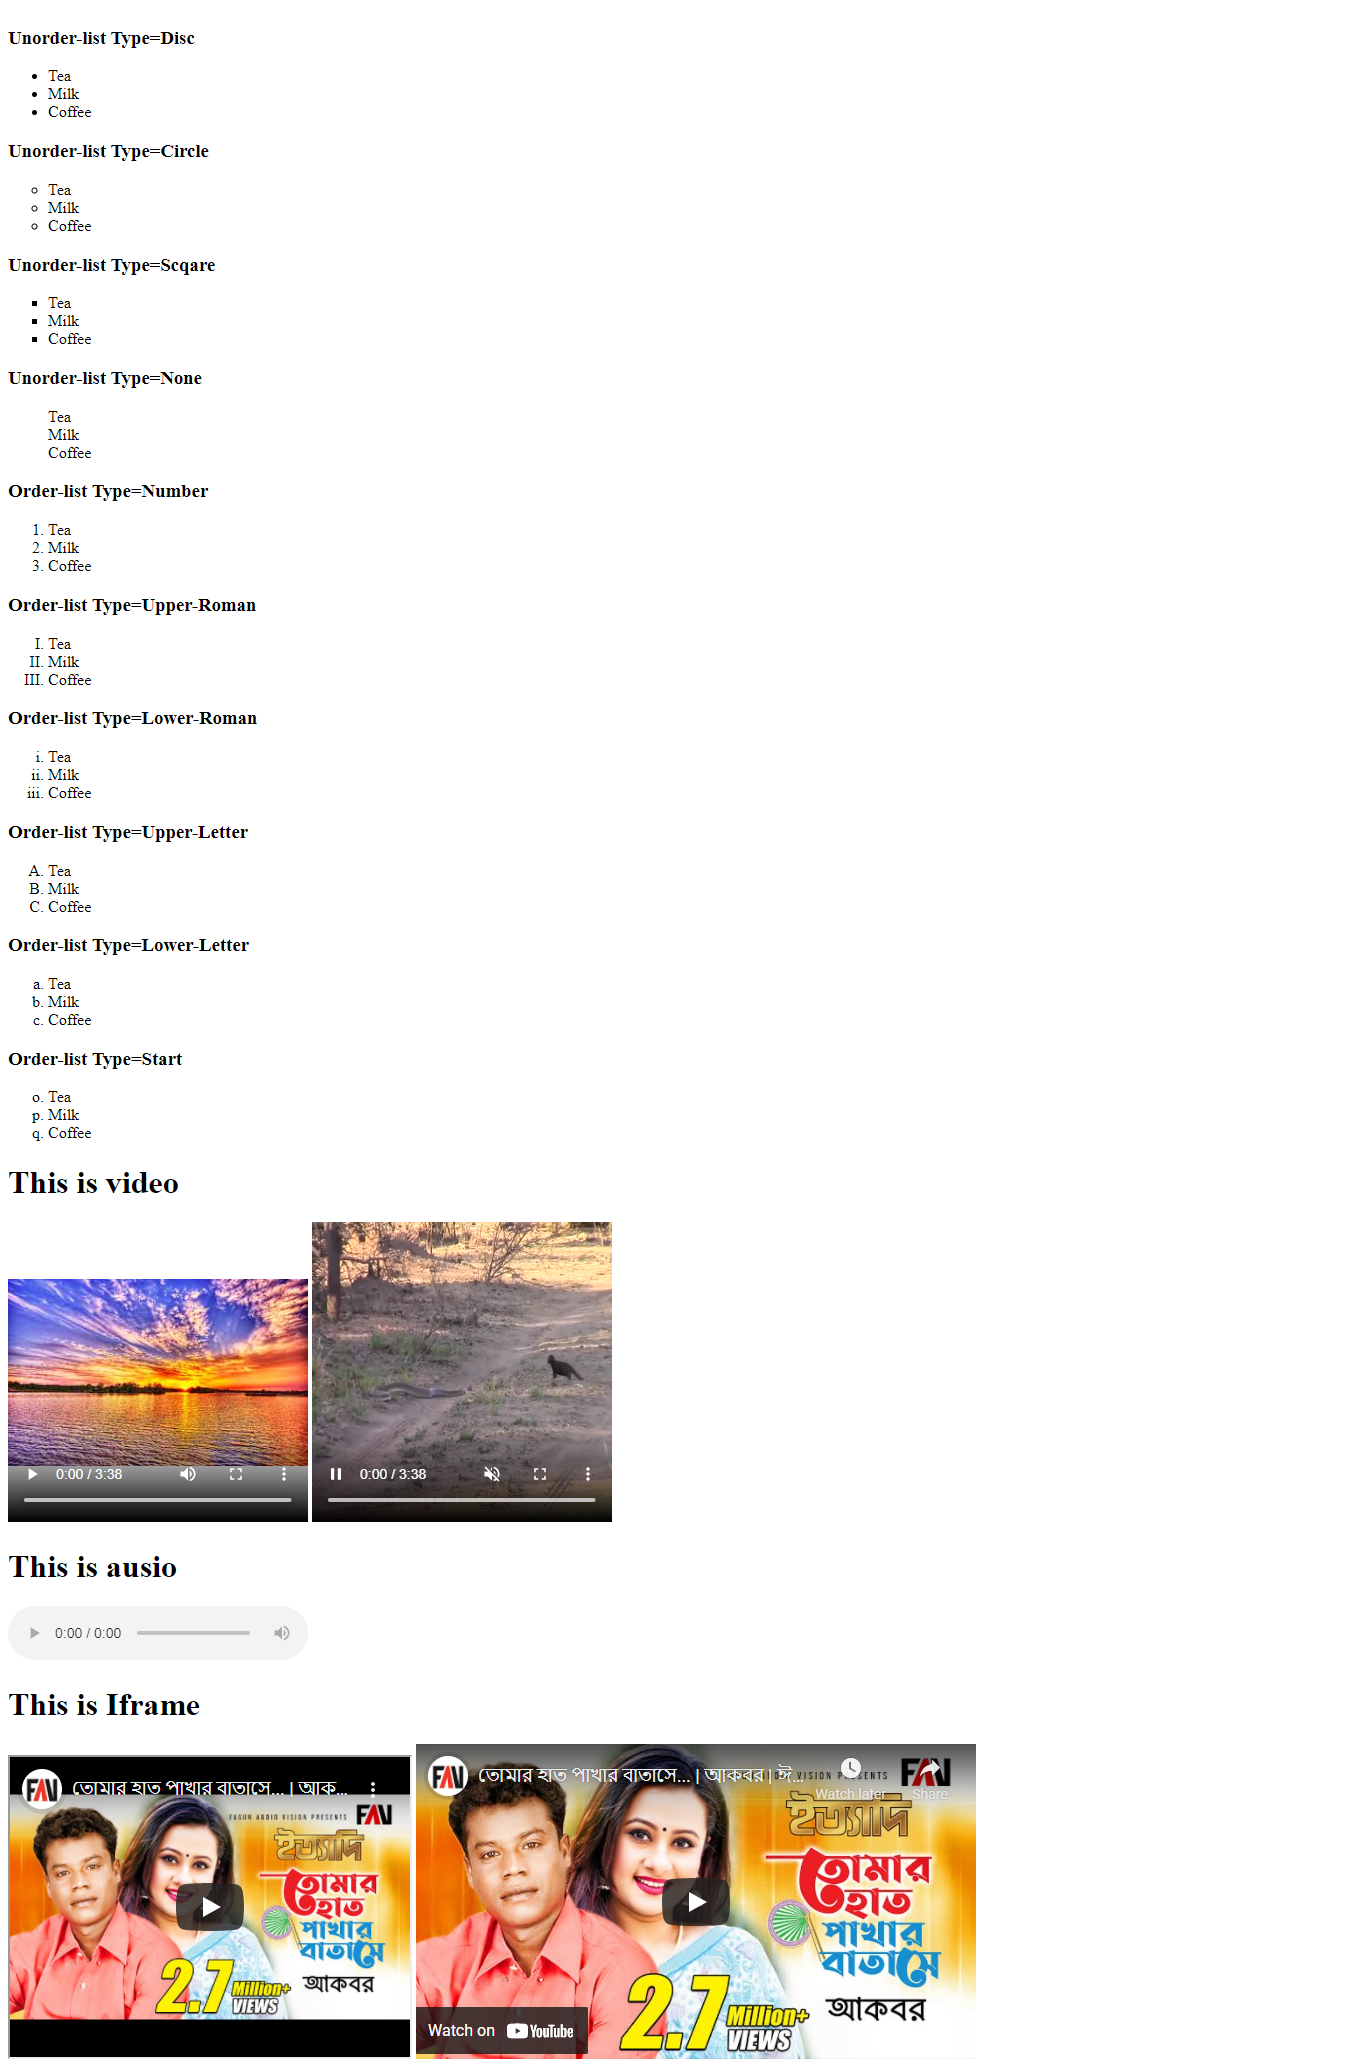 Unorder-list Type=Disc
• Tea
• Milk
• Coffee
Unorder-list Type=Circle
◦ Tea
◦ Milk
◦ Coffee
Unorder-list Type=Scqare
▪ Tea
▪ Milk
▪ Coffee
Unorder-list Type=None
Tea
Milk
Coffee
Order-list Type=Number
1. Tea
2. Milk
3. Coffee
Order-list Type=Upper-Roman
I. Tea
II. Milk
III. Coffee
Order-list Type=Lower-Roman
i. Tea
ii. Milk
iii. Coffee
Order-list Type=Upper-Letter
A. Tea
B. Milk
C. Coffee
Order-list Type=Lower-Letter
a. Tea
b. Milk
c. Coffee
Order-list Type=Start
o. Tea
p. Milk
q. Coffee
This is video
0:00 / 3:38
0:00 / 3:38
This is ausio
0:00 / 0:00
This is Iframe
FAV তোমার হাত পাখার বাতাসে... | আক...
FAGUN AUDIO VISION PRESENTS FAV
ইত্যাদি
তোমার
হাত
পাখার
বাতাসে
আকবর
2.7 Million+
VIEWS
FAV তোমার হাত পাখার বাতাসে... | আকবর | ঈ...
PRESENTS FAV
Watch later Share
ইত্যাদি
তোমার
হাত
পাখার
বাতাসে
আকবর
2.7 Million+
VIEWS
Watch on YouTube